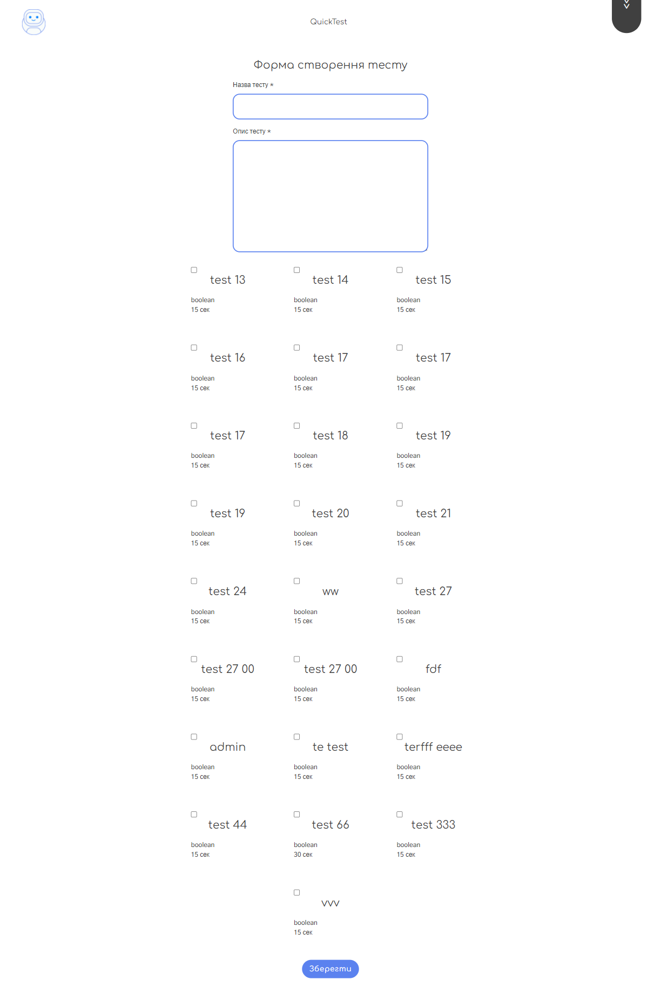 QuickTest
Форма створення тесту
Назва тесту *
Опис тесту *
test 13
boolean
15 сек
test 14
boolean
15 сек
test 15
boolean
15 сек
test 16
boolean
15 сек
test 17
boolean
15 сек
test 17
boolean
15 сек
test 17
boolean
15 сек
test 18
boolean
15 сек
test 19
boolean
15 сек
test 19
boolean
15 сек
test 20
boolean
15 сек
test 21
boolean
15 сек
test 24
boolean
15 сек
ww
boolean
15 сек
test 27
boolean
15 сек
test 27 00
boolean
15 сек
test 27 00
boolean
15 сек
fdf
boolean
15 сек
admin
boolean
15 сек
te test
boolean
15 сек
terfff eeee
boolean
15 сек
test 44
boolean
15 сек
test 66
boolean
30 сек
test 333
boolean
15 сек
vvv
boolean
15 сек
Зберегти